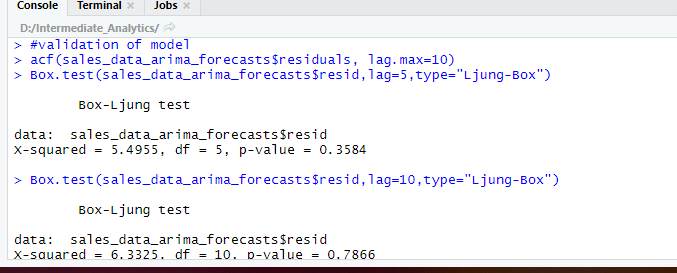 Console Terminal × Jobs ×
D:/Intermediate_Analytics/
> #validation of model
> acf(sales_data_arima_forecasts$residuals, lag.max=10)
> Box.test(sales_data_arima_forecasts$resid,lag=5,type="Ljung-Box")
Box-Ljung test
data:  sales_data_arima_forecasts$resid
X-squared = 5.4955, df = 5, p-value = 0.3584
> Box.test(sales_data_arima_forecasts$resid,lag=10,type="Ljung-Box")
Box-Ljung test
data:  sales_data_arima_forecasts$resid
X-squared = 6.3325, df = 10, p-value = 0.7866